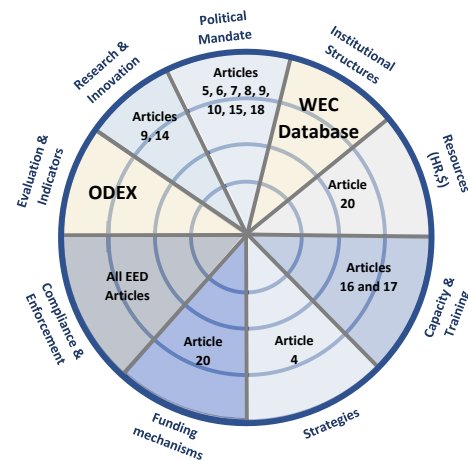 Political
Mandate
Institutional
Structures
Resources
(HR,$)
Capacity &
Training
Strategies
Funding
mechanisms
Compliance &
Enforcement
Evaluation &
Indicators
Research &
Innovation
Articles
5, 6, 7, 8, 9,
10, 15, 18
WEC
Database
Article
20
Articles
16 and 17
Article
4
Article
20
All EED
Articles
ODEX
Articles
9, 14